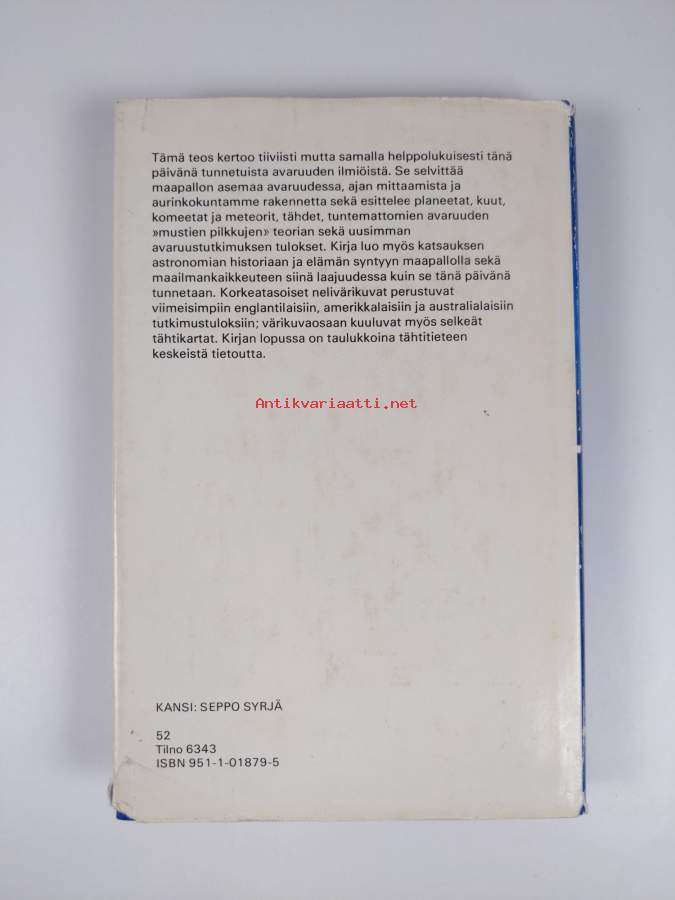 Tämä teos kertoo tiiviisti mutta samalla helppolukuisesti tänä
päivänä tunnetuista avaruuden ilmiöistä. Se selvittää
maapallon asemaa avaruudessa, ajan mittaamista ja
aurinkokuntamme rakennetta sekä esittelee planeetat, kuut,
komeetat ja meteorit, tähdet, tuntemattomien avaruuden
»mustien pilkkujen» teorian sekä uusimman
avaruustutkimuksen tulokset. Kirja luo myös katsauksen
astronomian historiaan ja elämän syntyyn maapallolla sekä
maailmankaikkeuteen siinä laajuudessa kuin se tänä päivänä
tunnetaan. Korkeatasoiset nelivärikuvat perustuvat
viimeisimpiin englantilaisiin, amerikkalaisiin ja australialaisiin
tutkimustuloksiin; värikuvaosaan kuuluvat myös selkeät
tähtikartat. Kirjan lopussa on taulukkoina tähtitieteen
keskeistä tietoutta.
Antikvariaatti.net
KANSI: SEPPO SYRJÄ
52
Tilno 6343
ISBN 951-1-01879-5